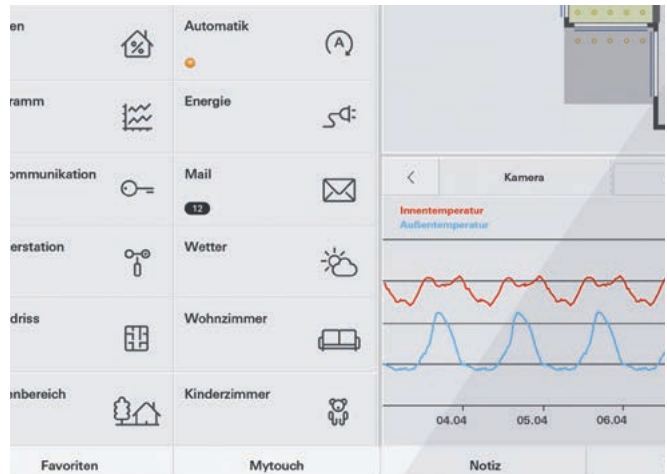 en
Automatik
A
%
ramm
Energie
ommunikation
Mail
12
Kamera
Innentemperatur
Außentemperatur
erstation
Wetter
driss
Wohnzimmer
nbereich
Kinderzimmer
04.04
05.04
06.04
Favoriten
Mytouch
Notiz